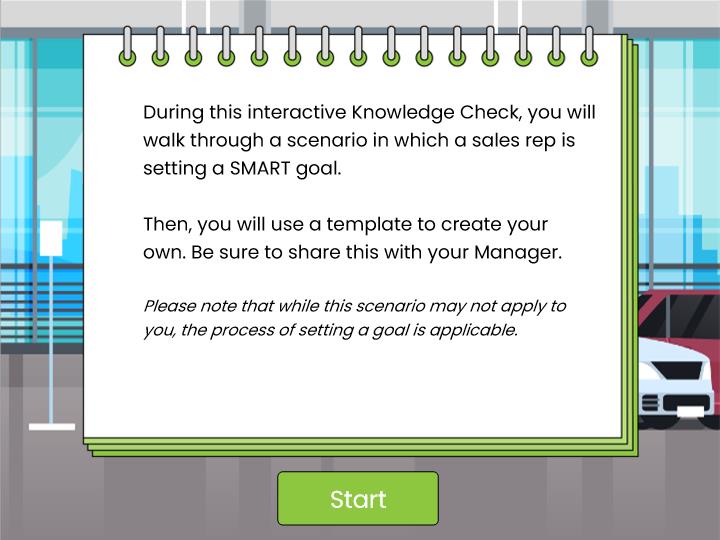 During this interactive Knowledge Check, you will
walk through a scenario in which a sales rep is
setting a SMART goal.
Then, you will use a template to create your
own. Be sure to share this with your Manager.
Please note that while this scenario may not apply to
you, the process of setting a goal is applicable.
Start